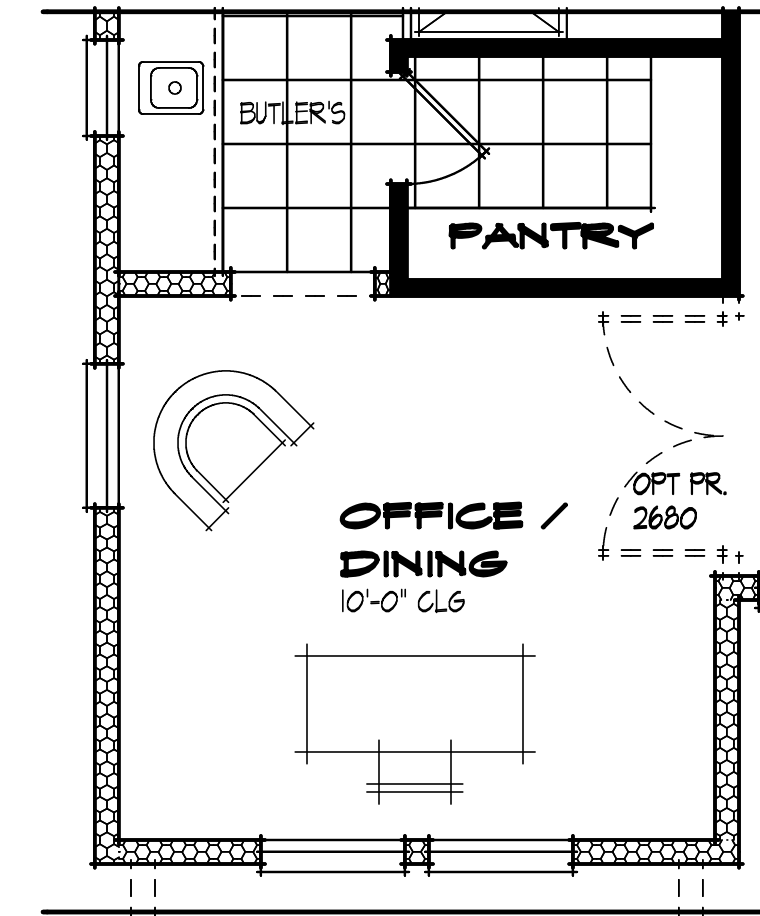 BUTLER'S
PANTRY
OPT PR.
2680
OFFICE /
DINING
10'-0" CLG